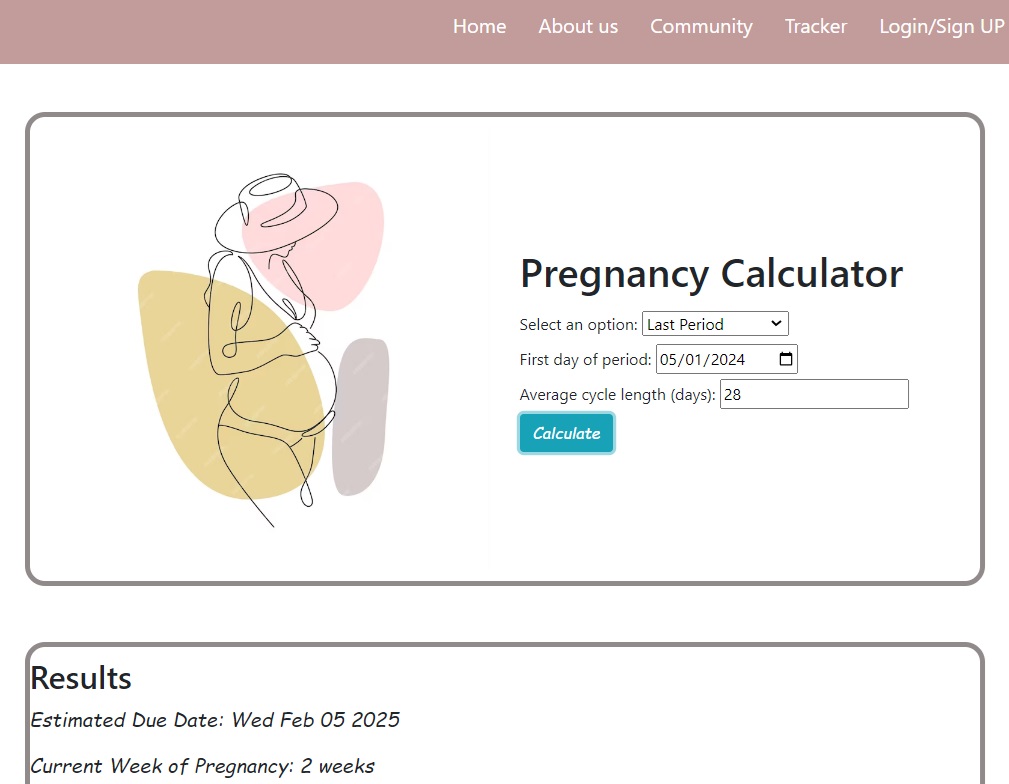 Home About us Community Tracker Login/Sign UP
Pregnancy Calculator
Select an option: Last Period
First day of period: 05/01/2024
Average cycle length (days): 28
Calculate
Results
Estimated Due Date: Wed Feb 05 2025
Current Week of Pregnancy: 2 weeks